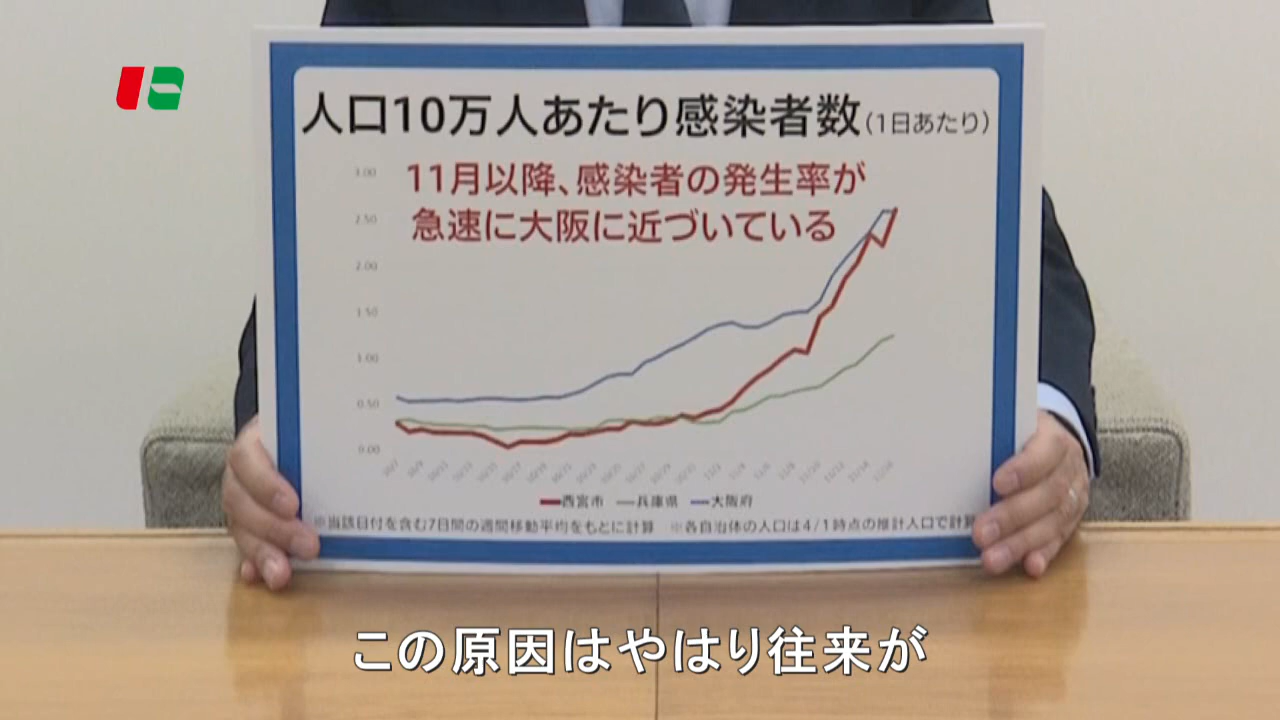 人口10万人あたり感染者数(1日あたり)
11月以降、感染者の発生率が
急速に大阪に近づいている
3.00
2.50
2.00
1.50
1.00
0.50
0.00
西宮市 兵庫県 大阪府
※当該日付を含む7日間の週間移動平均をもとに計算 ※各自治体の人口は4/1時点の推計人口で計算
この原因はやはり往来が